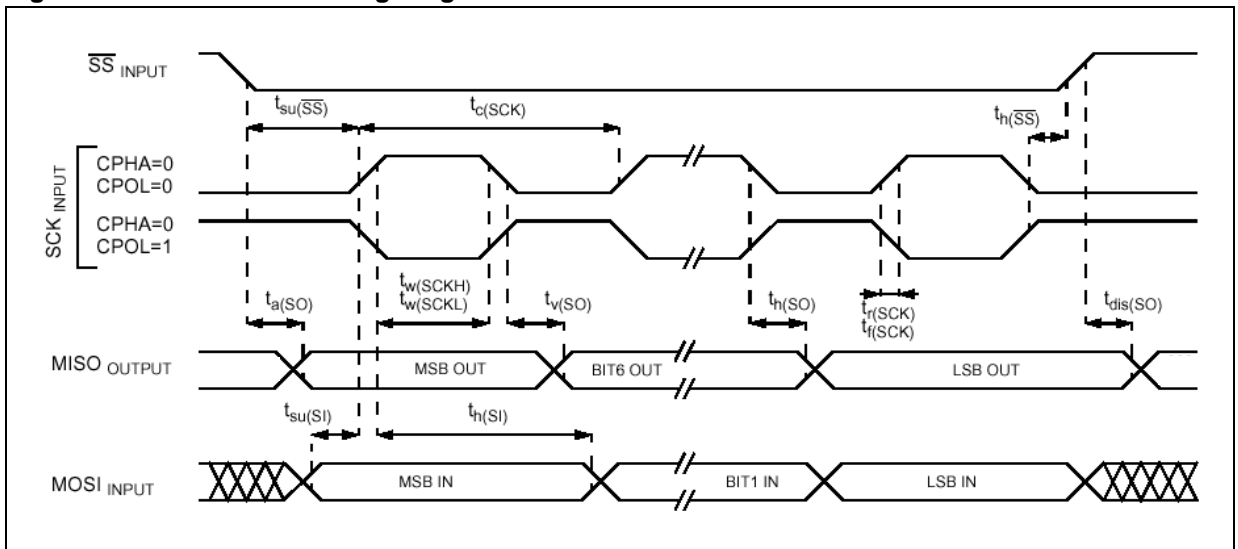 SS INPUT
tsu(SS)
tc(SCK)
th(SS)
SCK INPUT
CPHA=0
CPOL=0
CPHA=0
CPOL=1
ta(SO)
tw(SCKH)
tw(SCKL)
tv(SO)
th(SO)
tr(SCK)
tf(SCK)
tdis(SO)
MISO OUTPUT
MSB OUT
BIT6 OUT
LSB OUT
tsu(SI)
th(SI)
MOSI INPUT
MSB IN
BIT1 IN
LSB IN